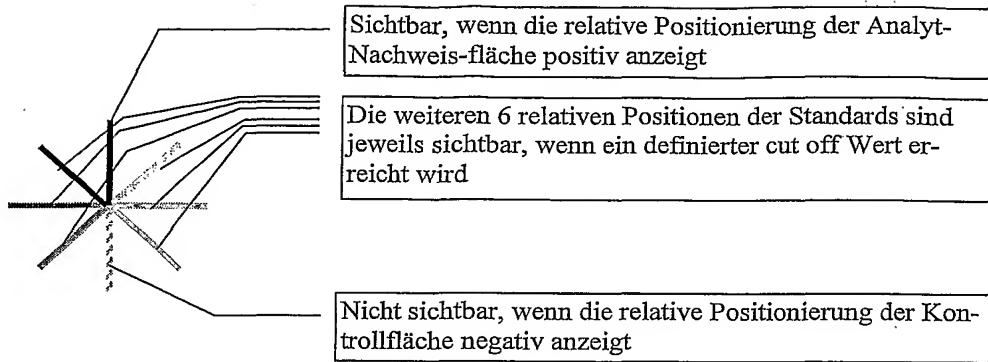 Sichtbar, wenn die relative Positionierung der Analyt-
Nachweis-fläche positiv anzeigt
Die weiteren 6 relativen Positionen der Standards sind
jeweils sichtbar, wenn ein definierter cut off Wert er-
reicht wird
Nicht sichtbar, wenn die relative Positionierung der Kon-
trollfläche negativ anzeigt